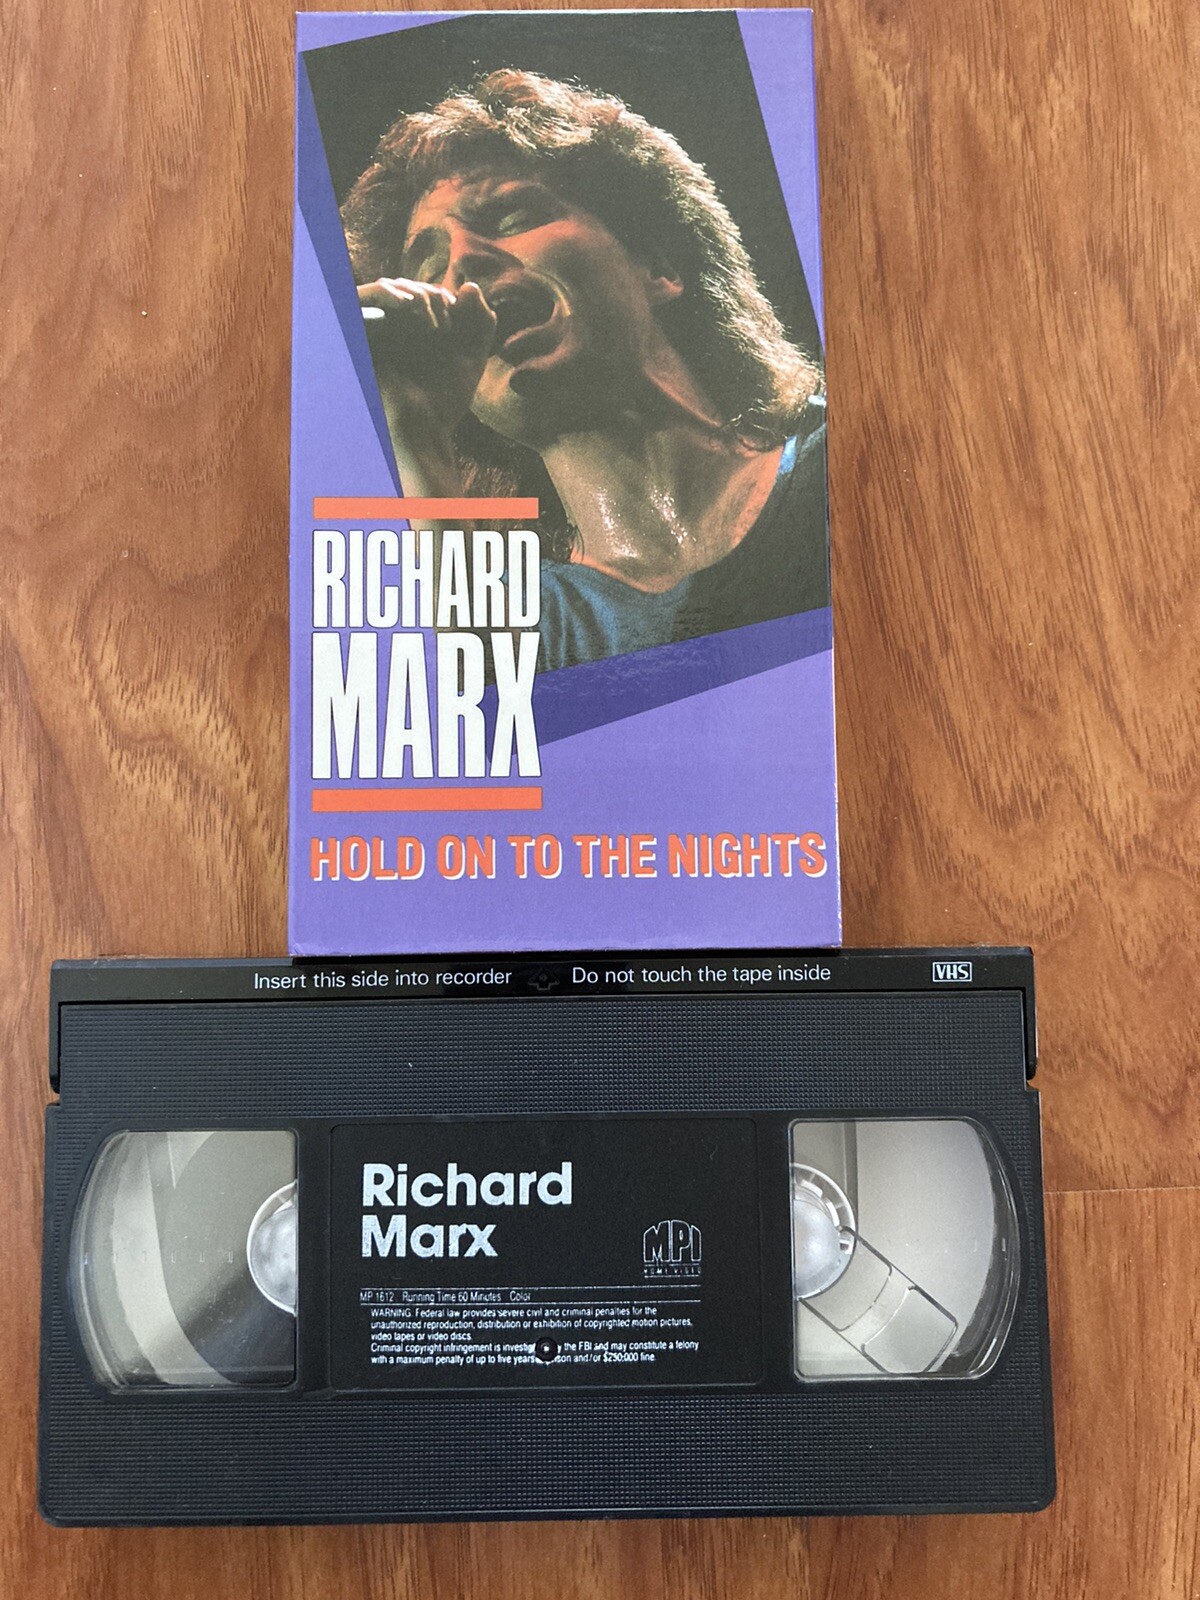 RICHARD
MARX
HOLD ON TO THE NIGHTS
Insert this side into recorder Do not touch the tape inside VHS
Richard
Marx
MPI
HOME VIDEO
MP 1612 Running Time 60 Minutes Color
WARNING: Federal law provides severe civil and criminal penalties for the
unauthorized reproduction, distribution or exhibition of copyrighted motion pictures,
video tapes or video discs.
Criminal copyright infringement is the FBI and may constitute a felony
with a maximum penalty of up to five years and/or $250,000 fine.